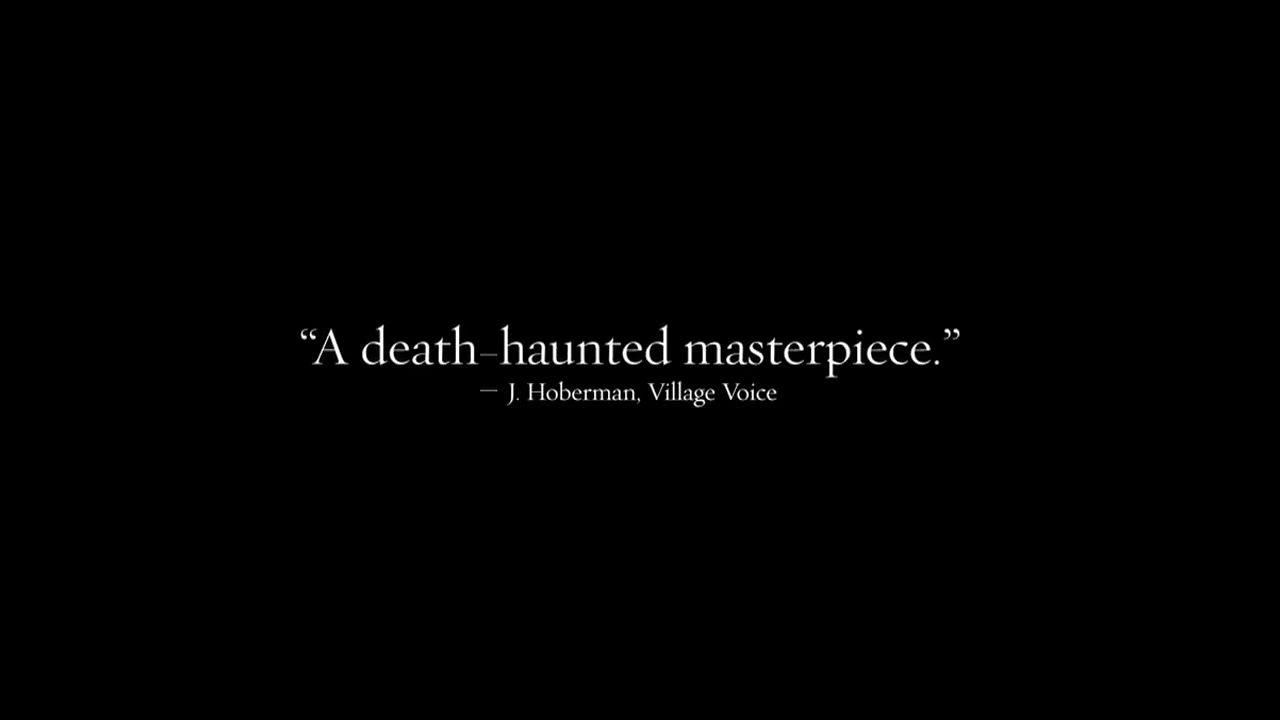 “A death-haunted masterpiece.”
— J. Hoberman, Village Voice